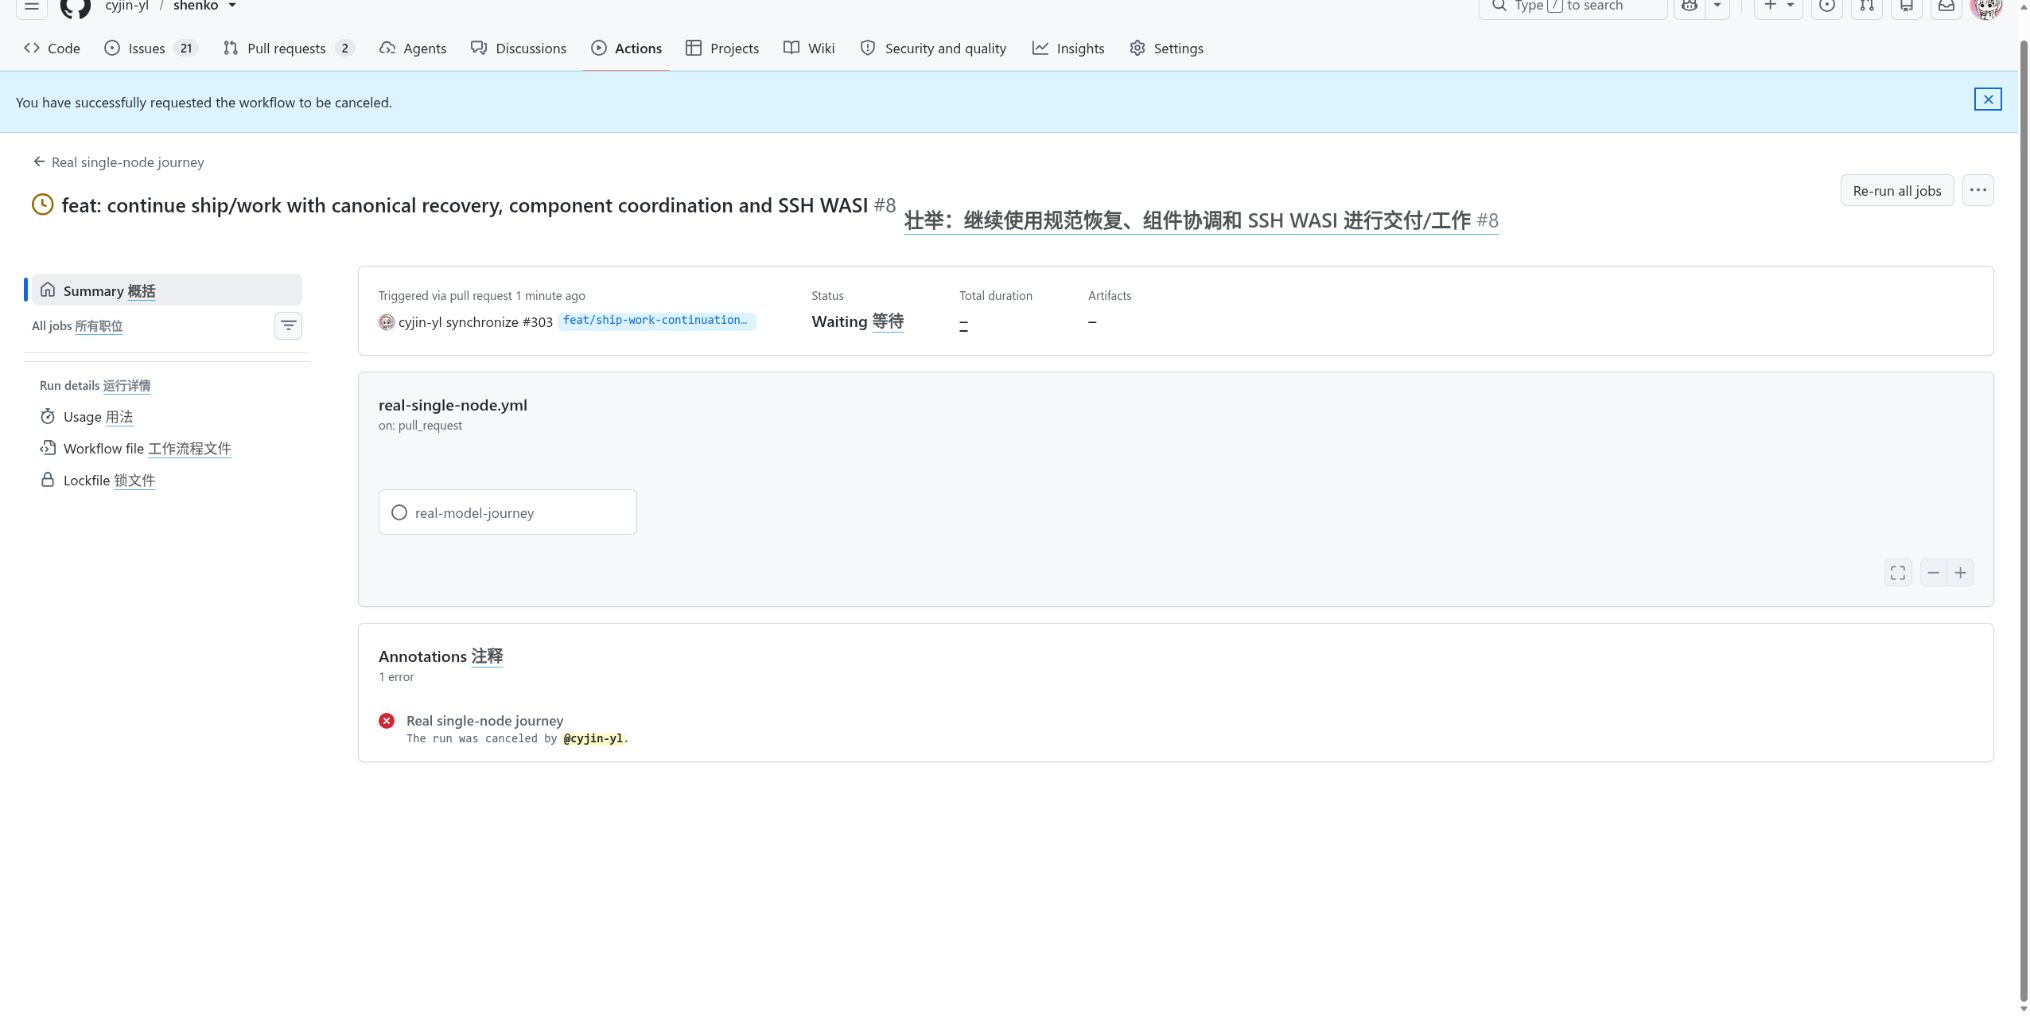 cyjin-yl / shenko
Type / to search
Code
Issues 21
Pull requests 2
Agents
Discussions
Actions
Projects
Wiki
Security and quality
Insights
Settings
You have successfully requested the workflow to be canceled.
Real single-node journey
feat: continue ship/work with canonical recovery, component coordination and SSH WASI #8
壮举：继续使用规范恢复、组件协调和 SSH WASI 进行交付/工作 #8
Re-run all jobs
Summary 概括
All jobs 所有职位
Run details 运行详情
Usage 用法
Workflow file 工作流程文件
Lockfile 锁文件
Triggered via pull request 1 minute ago
cyjin-yl synchronize #303 feat/ship-work-continuation…
Status
Waiting 等待
Total duration
–
Artifacts
–
real-single-node.yml
on: pull_request
real-model-journey
Annotations 注释
1 error
Real single-node journey
The run was canceled by @cyjin-yl.